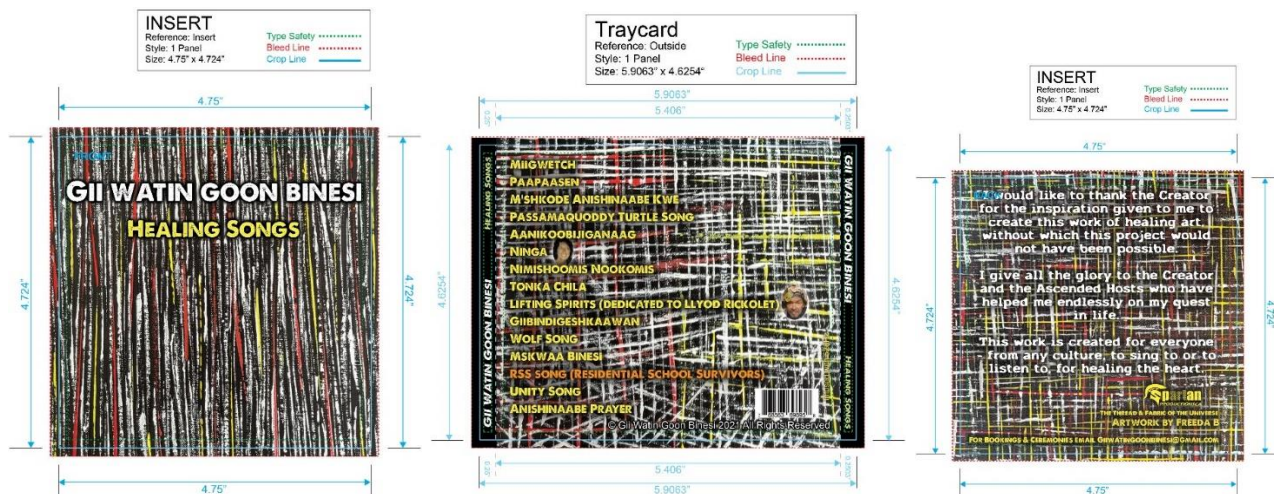 INSERT
Reference: Insert
Style: 1 Panel
Size: 4.75" x 4.724"
Type Safety
Bleed Line
Crop Line
4.75"
4.724"
4.724"
GII WATIN GOON BINESI
HEALING SONGS
4.75"
Traycard
Reference: Outside
Style: 1 Panel
Size: 5.9063" x 4.6254"
Type Safety
Bleed Line
Crop Line
5.9063"
5.406"
4.6254"
4.6254"
HEALING SONGS
GII WATIN GOON BINESI
MIIGWETCH
PAAPAASEN
M'SHKODE ANISHINAABE KWE
PASSAMAQUODDY TURTLE SONG
AANIKOOBIJIGANAAG
NINGA
NIMISHOOMIS NOOKOMIS
TONKA CHILA
LIFTING SPIRITS (DEDICATED TO LLYOD RICKOLET)
GIIBINDIGESHKAAWAN
WOLF SONG
MSKWAA BINESI
RSS SONG (RESIDENTIAL SCHOOL SURVIVORS)
UNITY SONG
ANISHINAABE PRAYER
© Gii Watin Goon Binesi 2021 All Rights Reserved
GII WATIN GOON BINESI
HEALING SONGS
5.406"
5.9063"
INSERT
Reference: Insert
Style: 1 Panel
Size: 4.75" x 4.724"
Type Safety
Bleed Line
Crop Line
4.75"
4.724"
4.724"
would like to thank the Creator
for the inspiration given to me to
create this work of healing art,
without which this project would
not have been possible.
I give all the glory to the Creator
and the Ascended Hosts who have
helped me endlessly on my quest
in life.
This work is created for everyone
from any culture, to sing to or to
listen to, for healing the heart.
Spartan
THE THREAD & FABRIC OF THE UNIVERSE
ARTWORK BY FREEDA B
FOR BOOKINGS & CEREMONIES EMAIL GIIWATINGOONBINESI@GMAIL.COM
4.75"